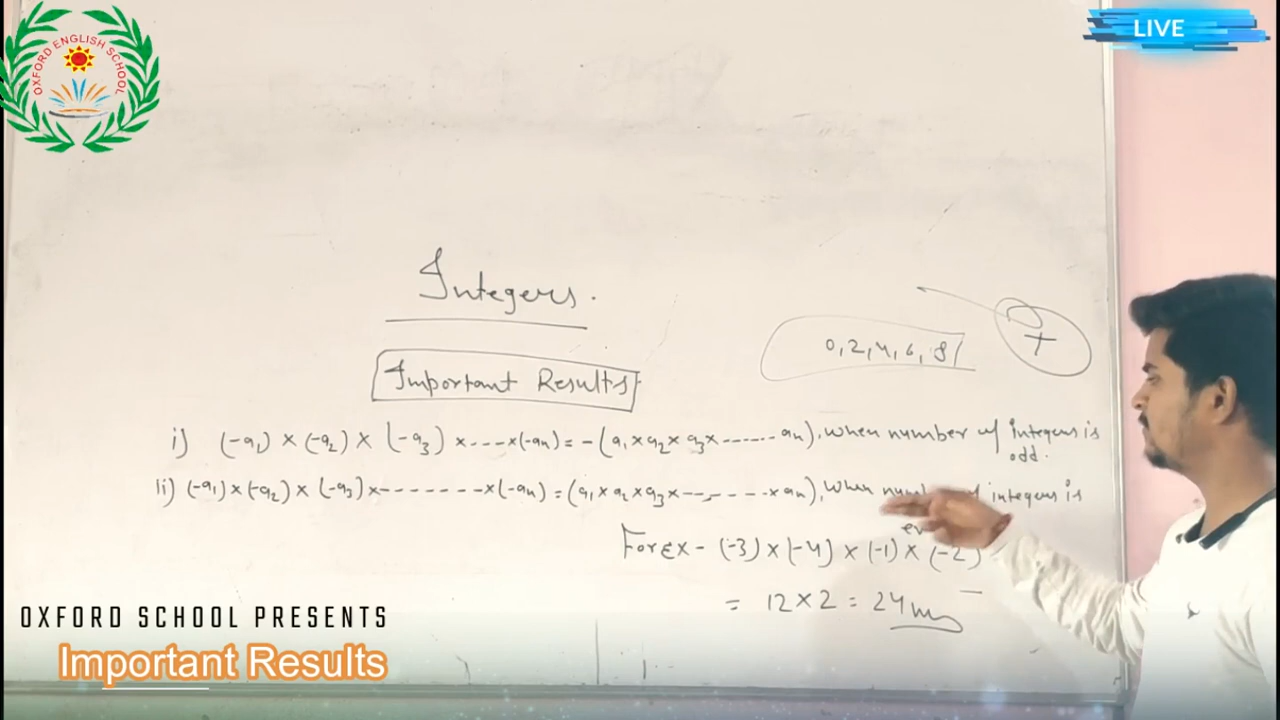 OXFORD ENGLISH SCHOOL
LIVE
Integers.
0, 2, 4, 6, 8
+
Important Results
i) (-a₁) × (-a₂) × (-a₃) ×----×(-aₙ) = -(a₁×a₂×a₃×-------aₙ), When number of integers is
odd.
ii) (-a₁)×(-a₂)×(-a₃)×--------×(-aₙ) = (a₁×a₂×a₃×--------×aₙ), When of integers is
For EX - (-3)×(-4)×(-1)×(-2)
= 12×2 = 24
OXFORD SCHOOL PRESENTS
Important Results